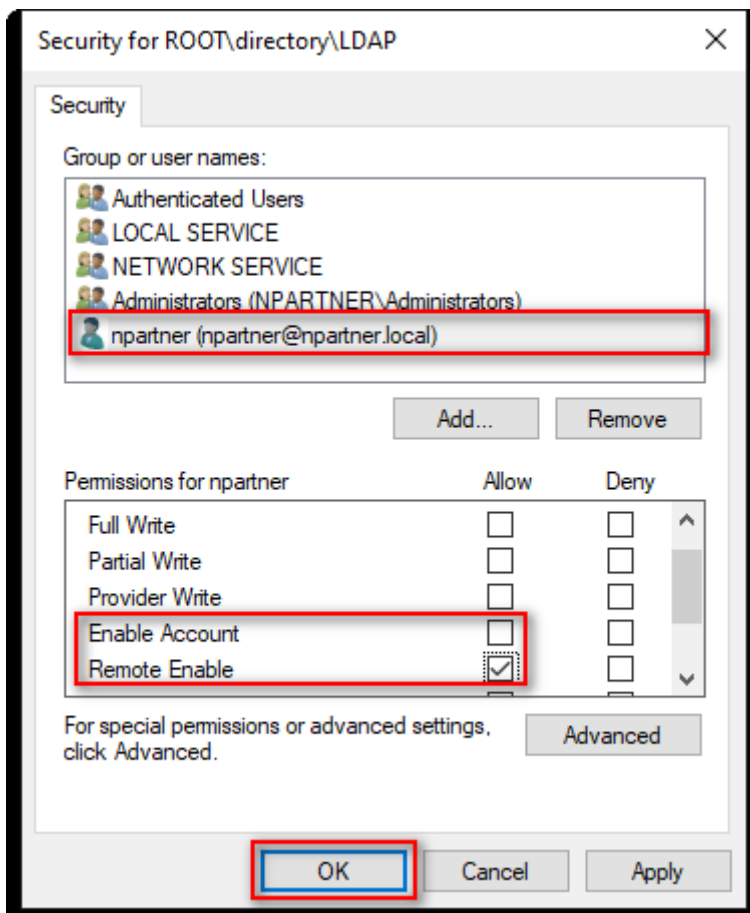 Security for ROOT\directory\LDAP
Security
Group or user names:
Authenticated Users
LOCAL SERVICE
NETWORK SERVICE
Administrators (NPARTNER\Administrators)
npartner (npartner@npartner.local)
Add... Remove
Permissions for npartner Allow Deny
Full Write
Partial Write
Provider Write
Enable Account
Remote Enable
For special permissions or advanced settings,
click Advanced.
Advanced
OK Cancel Apply